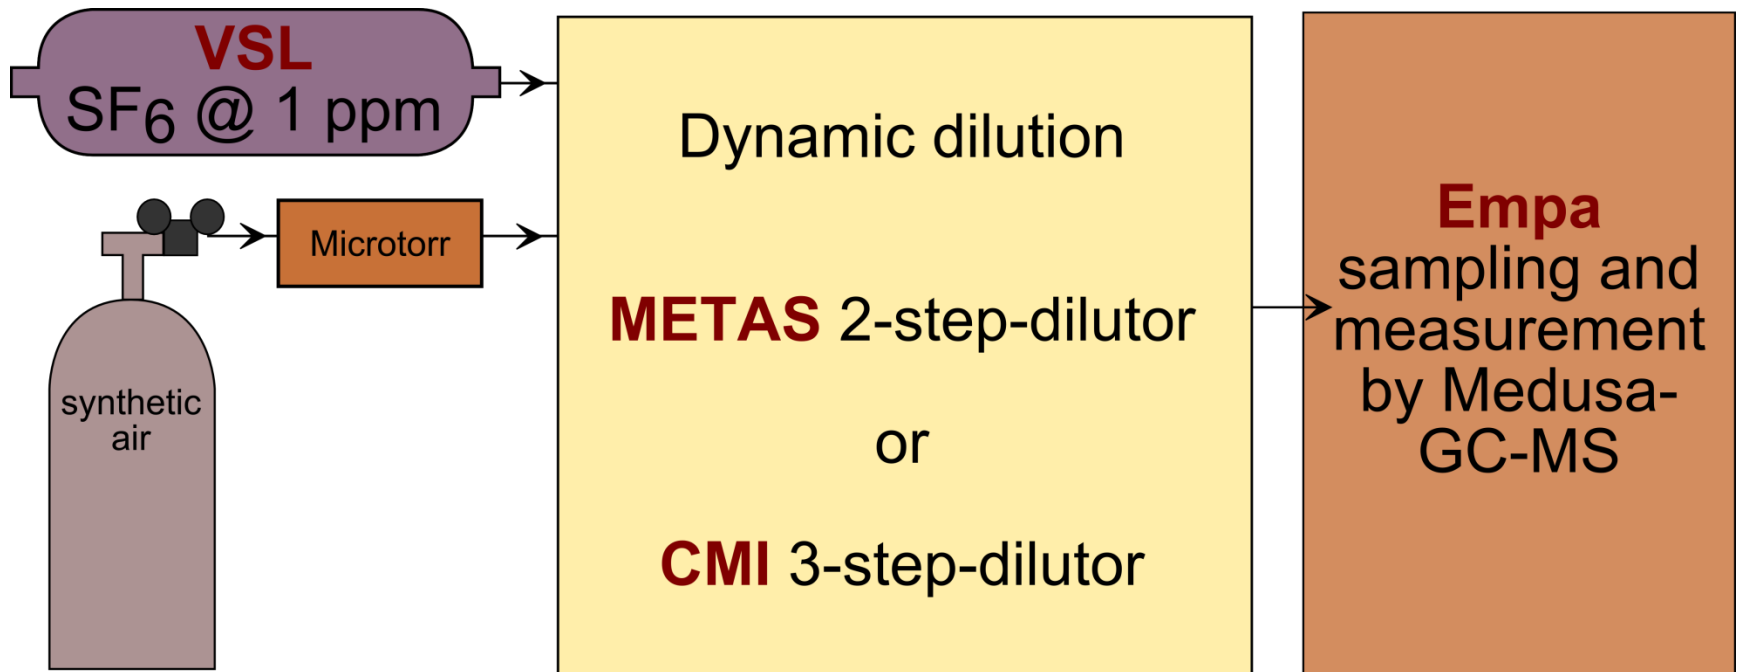 VSL
SF6 @ 1 ppm
Microtorr
synthetic
air
Dynamic dilution
METAS 2-step-dilutor
or
CMI 3-step-dilutor
Empa
sampling and
measurement
by Medusa-
GC-MS